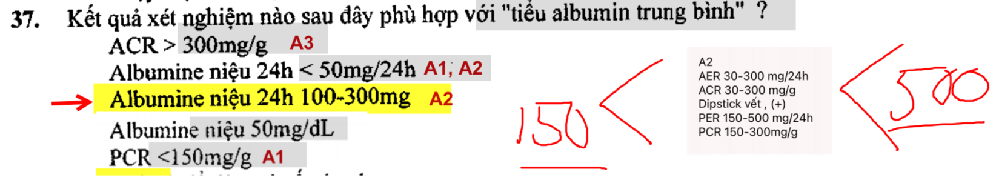 37. Kết quả xét nghiệm nào sau đây phù hợp với "tiểu albumin trung bình" ?
ACR > 300mg/g A3
Albumine niệu 24h < 50mg/24h A1, A2
Albumine niệu 24h 100-300mg A2
Albumine niệu 50mg/dL
PCR <150mg/g A1
150 <
A2
AER 30-300 mg/24h
ACR 30-300 mg/g
Dipstick vết , (+)
PER 150-500 mg/24h
PCR 150-300mg/g
< 500